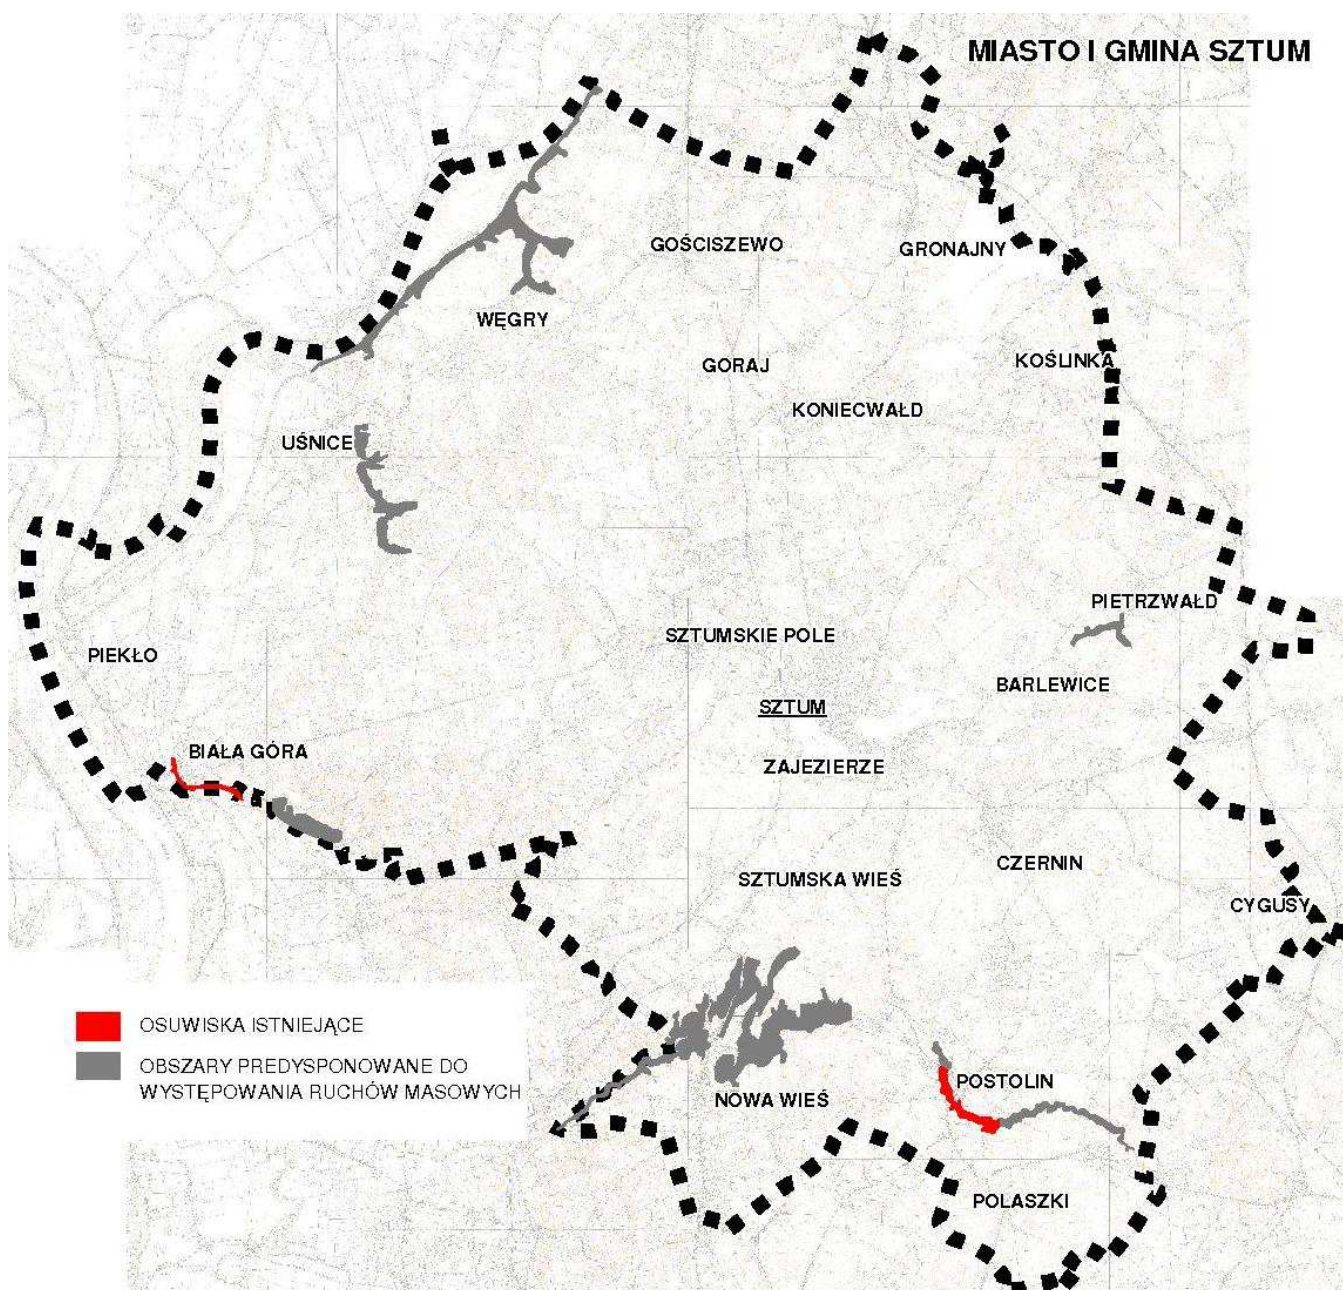 MIASTO I GMINA SZTUM
GOŚCISZEWO
GRONAJNY
WĘGRY
GORAJ
KOŚLINKA
KONIECWAŁD
UŚNICE
PIETRZWAŁD
SZTUMSKIE POLE
PIEKŁO
BARLEWICE
SZTUM
BIAŁA GÓRA
ZAJEZIERZE
CZERNIN
SZTUMSKA WIEŚ
CYGUSY
OSUWISKA ISTNIEJĄCE
OBSZARY PREDYSPONOWANE DO
WYSTĘPOWANIA RUCHÓW MASOWYCH
POSTOLIN
NOWA WIEŚ
POLASZKI